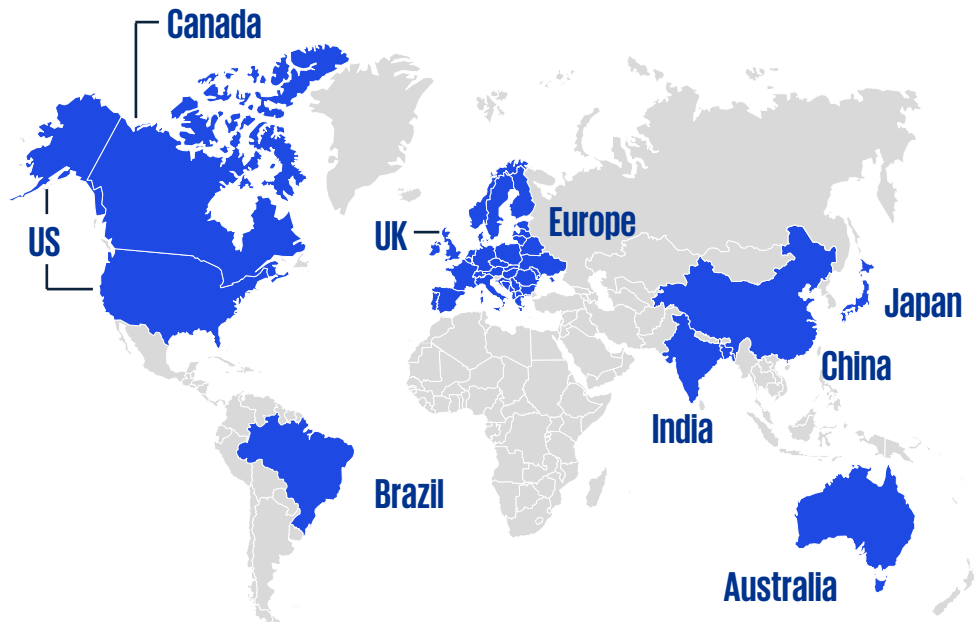 Canada
US
UK
Europe
Japan
China
India
Brazil
Australia